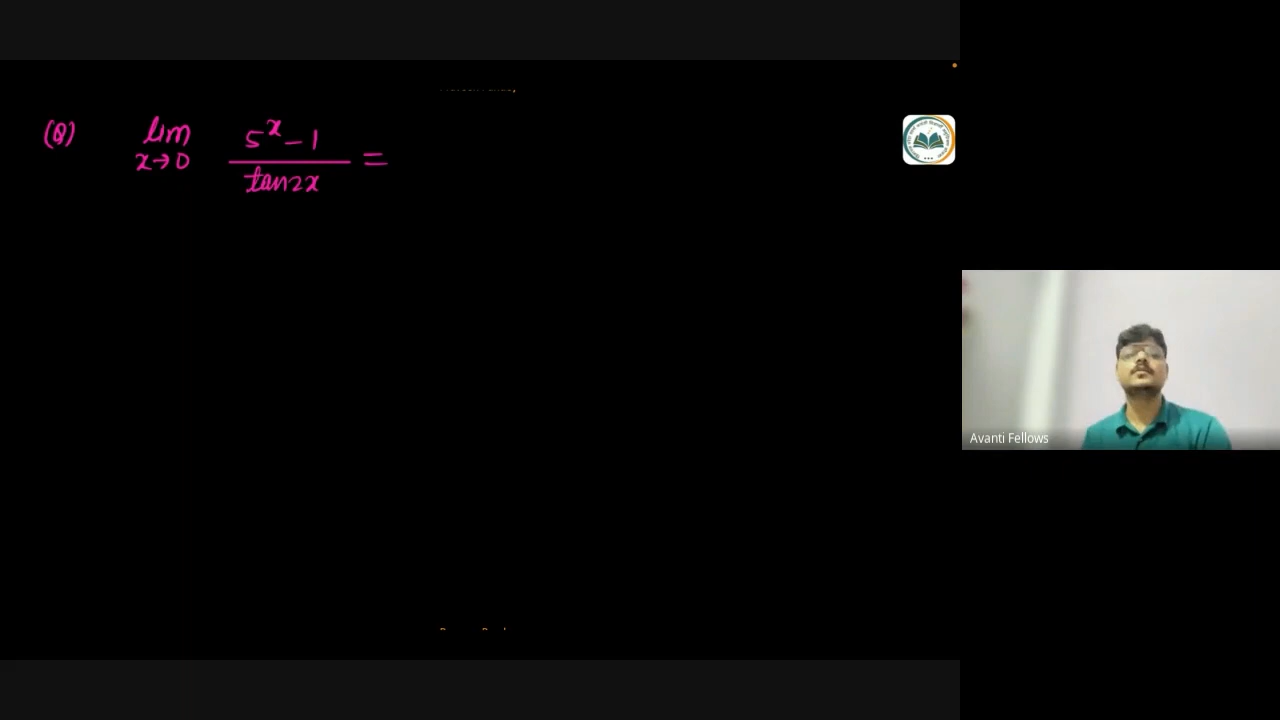 (Q) lim x→0 5^x - 1 / tan2x =
Avanti Fellows